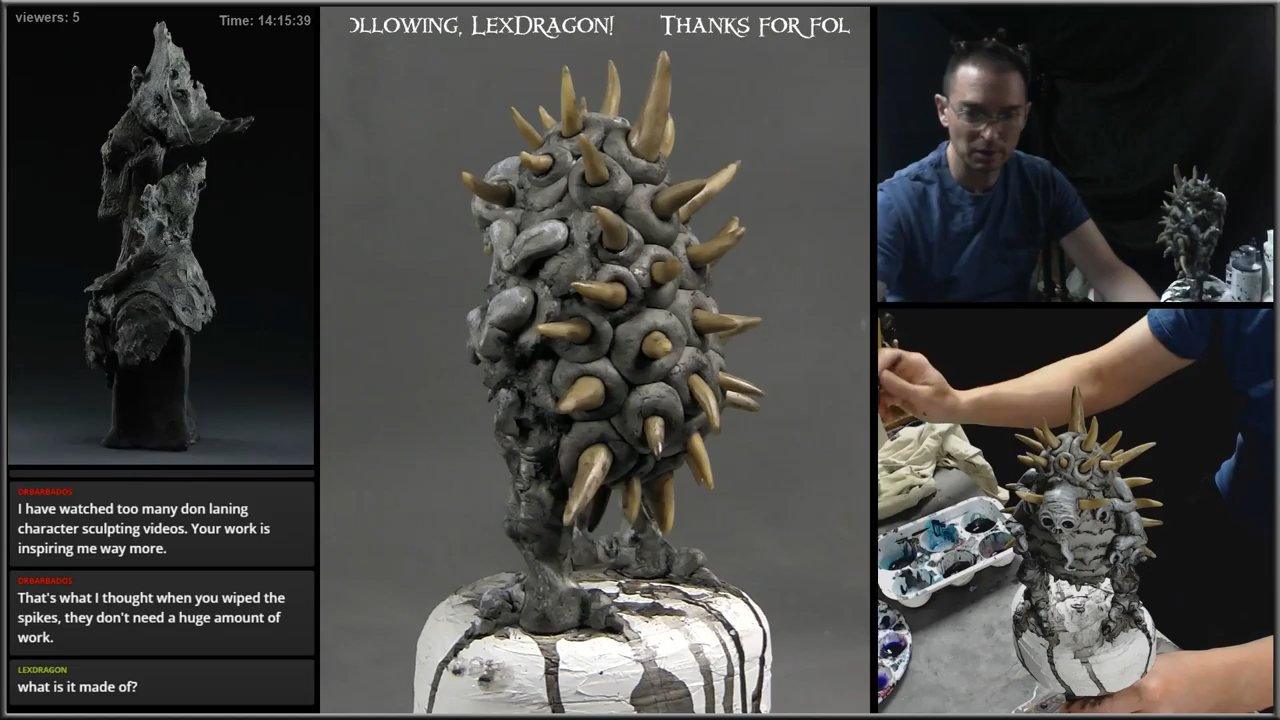 viewers: 5
Time: 14:15:39
OLLOWING, LEXDRAGON! THANKS FOR FOL
DRBARBADOS
I have watched too many don laning
character sculpting videos. Your work is
inspiring me way more.
DRBARBADOS
That's what I thought when you wiped the
spikes, they don't need a huge amount of
work.
LEXDRAGON
what is it made of?